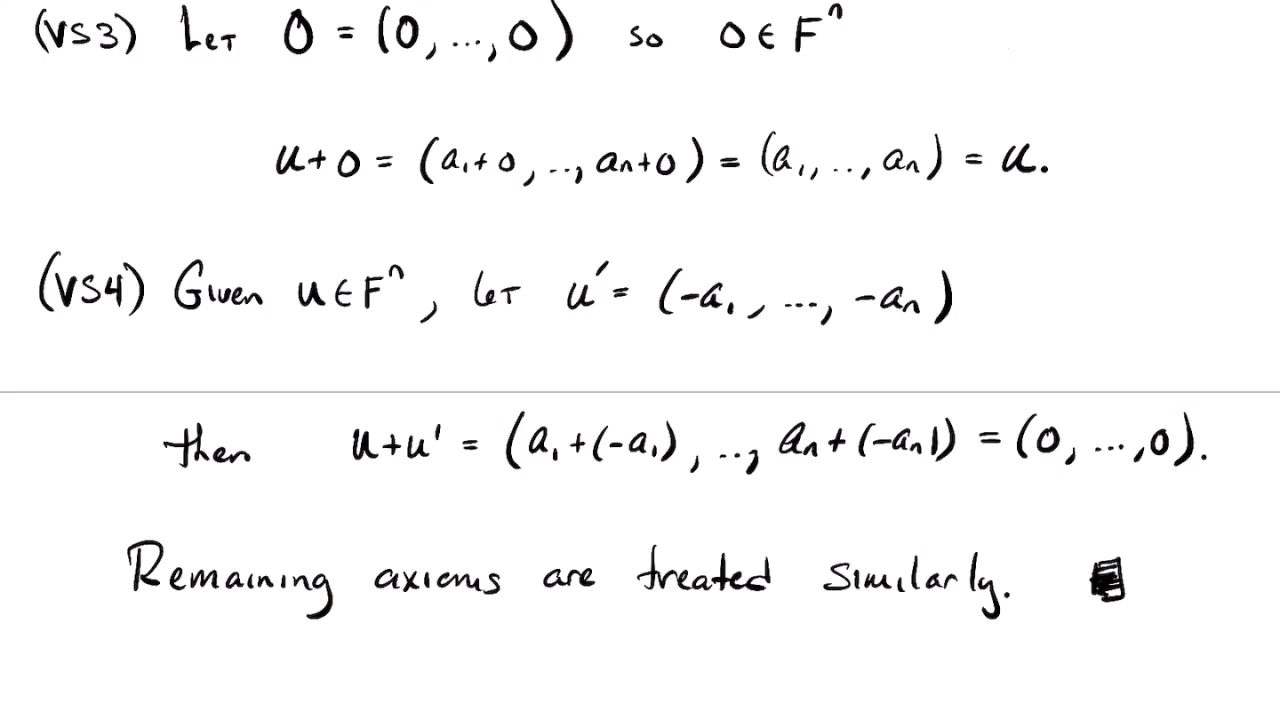 (VS3) Let 0 = (0, ..., 0) so 0 ∈ Fⁿ
u+0 = (a₁+0, .., aₙ+0) = (a₁, .., aₙ) = u.
(VS4) Given u ∈ Fⁿ, let u' = (-a₁, ..., -aₙ)
then u+u' = (a₁+(-a₁), .., aₙ+(-aₙ)) = (0, ..., 0).
Remaining axioms are treated similarly. ■